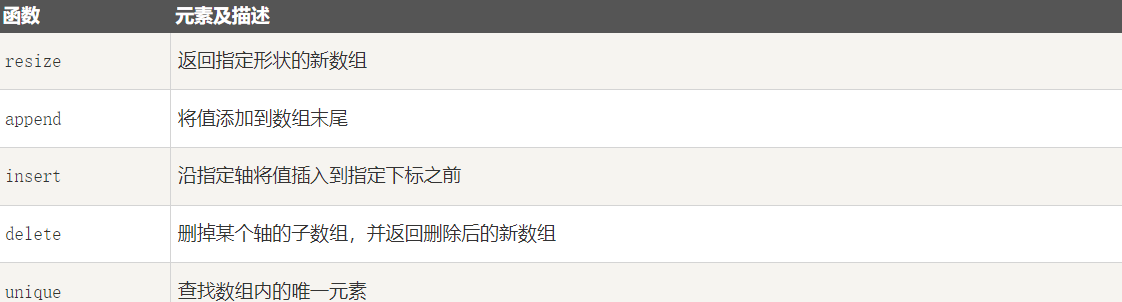 函数 元素及描述
resize 返回指定形状的新数组
append 将值添加到数组末尾
insert 沿指定轴将值插入到指定下标之前
delete 删掉某个轴的子数组，并返回删除后的新数组
unique 查找数组内的唯一元素